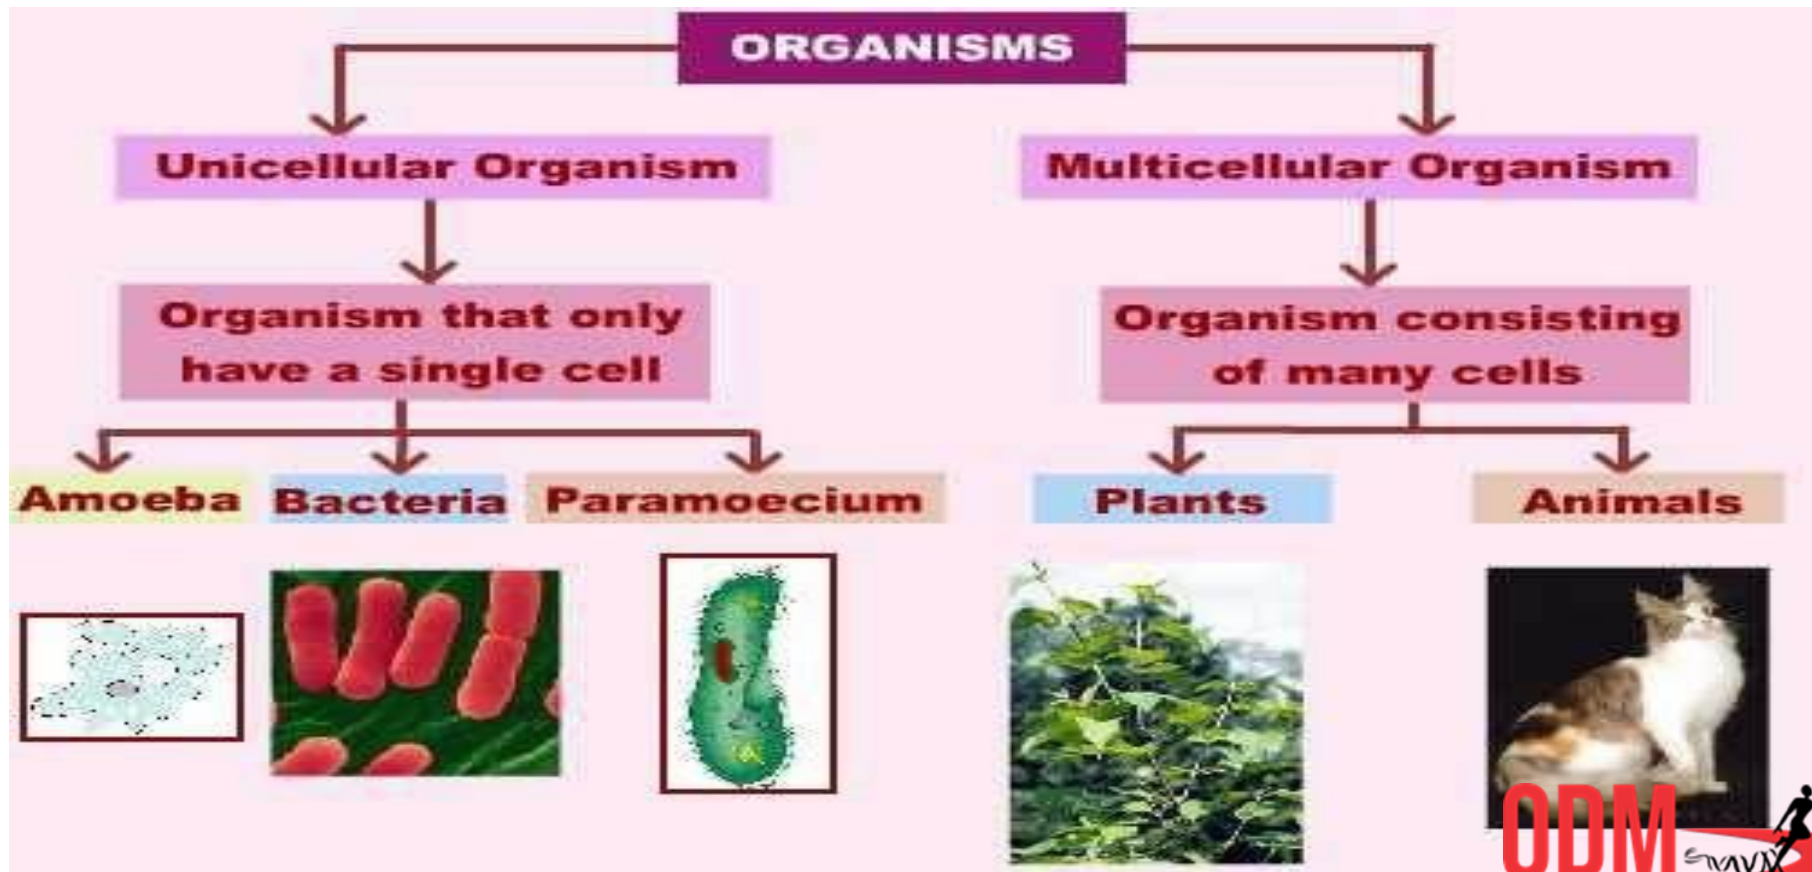 ORGANISMS
Unicellular Organism
Multicellular Organism
Organism that only
have a single cell
Organism consisting
of many cells
Amoeba
Bacteria
Paramoecium
Plants
Animals
ODM